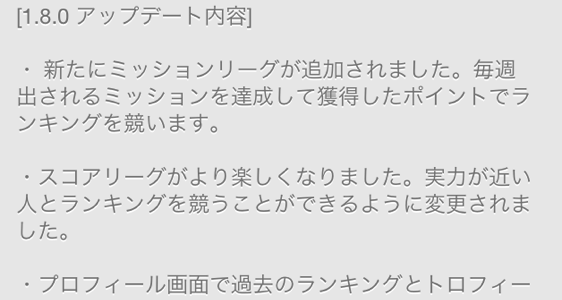 [1.8.0 アップデート内容]
・ 新たにミッションリーグが追加されました。毎週
出されるミッションを達成して獲得したポイントでラ
ンキングを競います。
・スコアリーグがより楽しくなりました。実力が近い
人とランキングを競うことができるように変更されま
した。
・プロフィール画面で過去のランキングとトロフィー